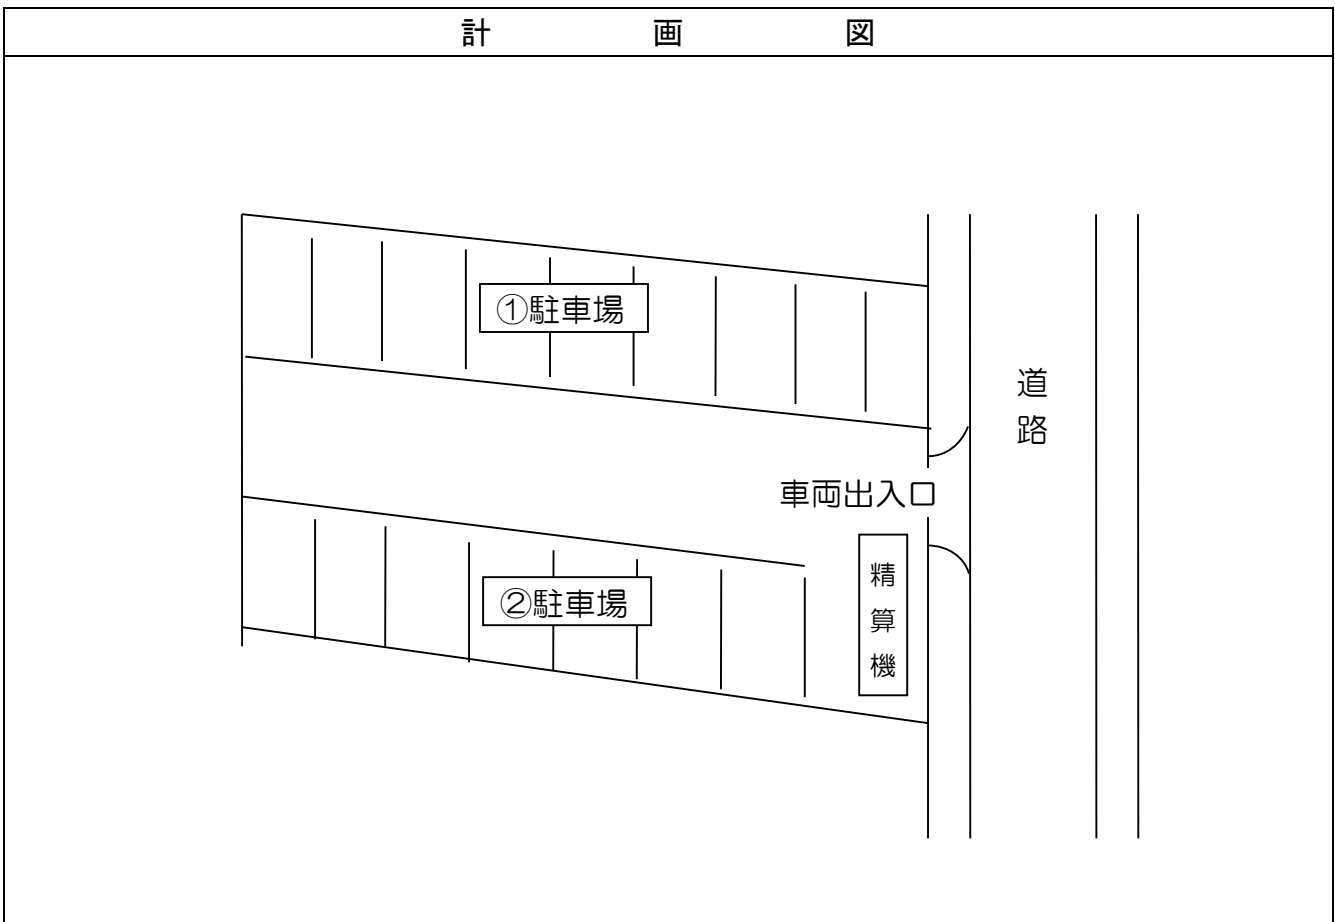 計画図
①駐車場
道路
車両出入口
②駐車場
精算機